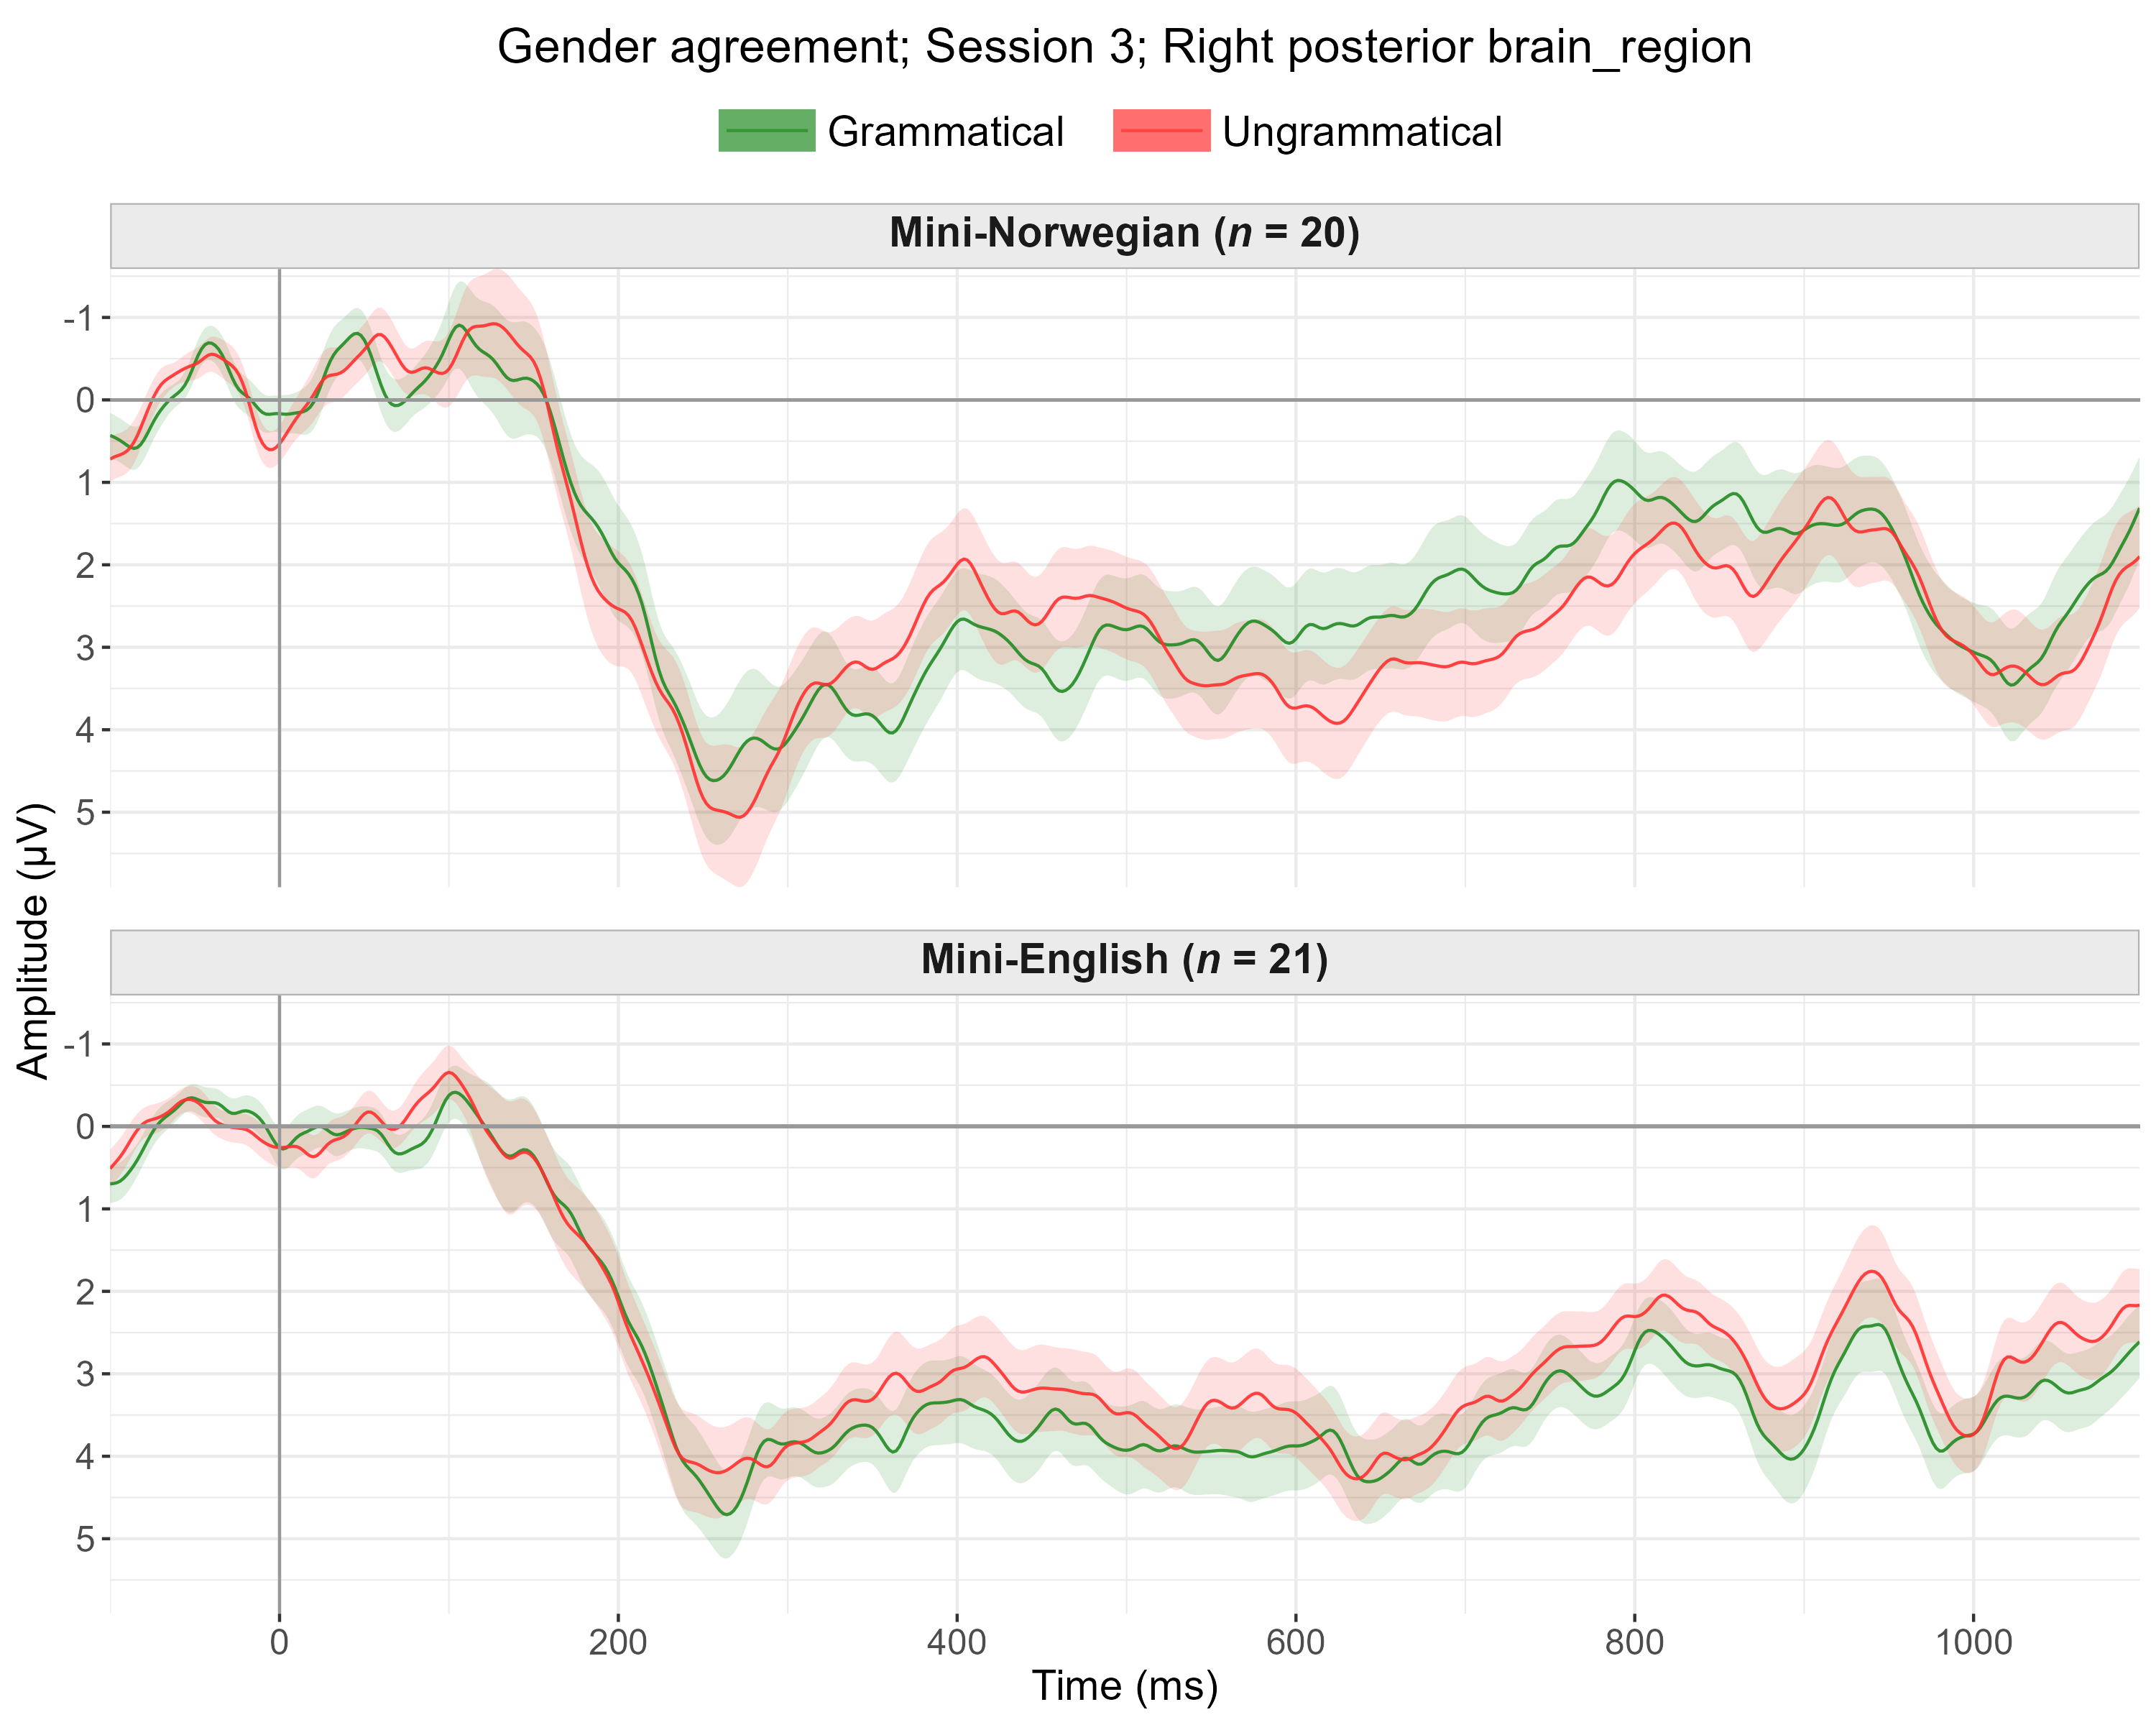 Gender agreement; Session 3; Right posterior brain_region
Grammatical Ungrammatical
Mini-Norwegian (n = 20)
-1
0
1
2
3
4
5
Mini-English (n = 21)
-1
0
1
2
3
4
5
Amplitude (µV)
0 200 400 600 800 1000
Time (ms)